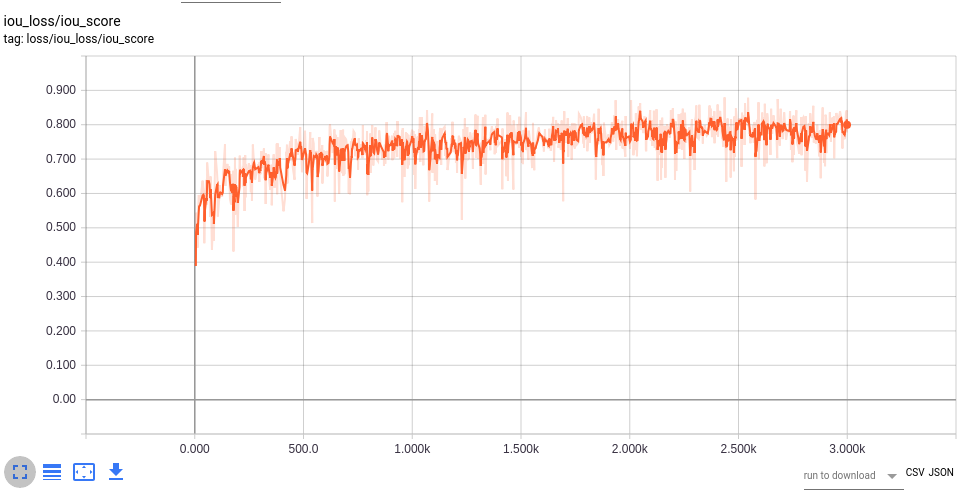 iou_loss/iou_score
tag: loss/iou_loss/iou_score
0.900
0.800
0.700
0.600
0.500
0.400
0.300
0.200
0.100
0.00
0.000 500.0 1.000k 1.500k 2.000k 2.500k 3.000k
run to download CSV JSON